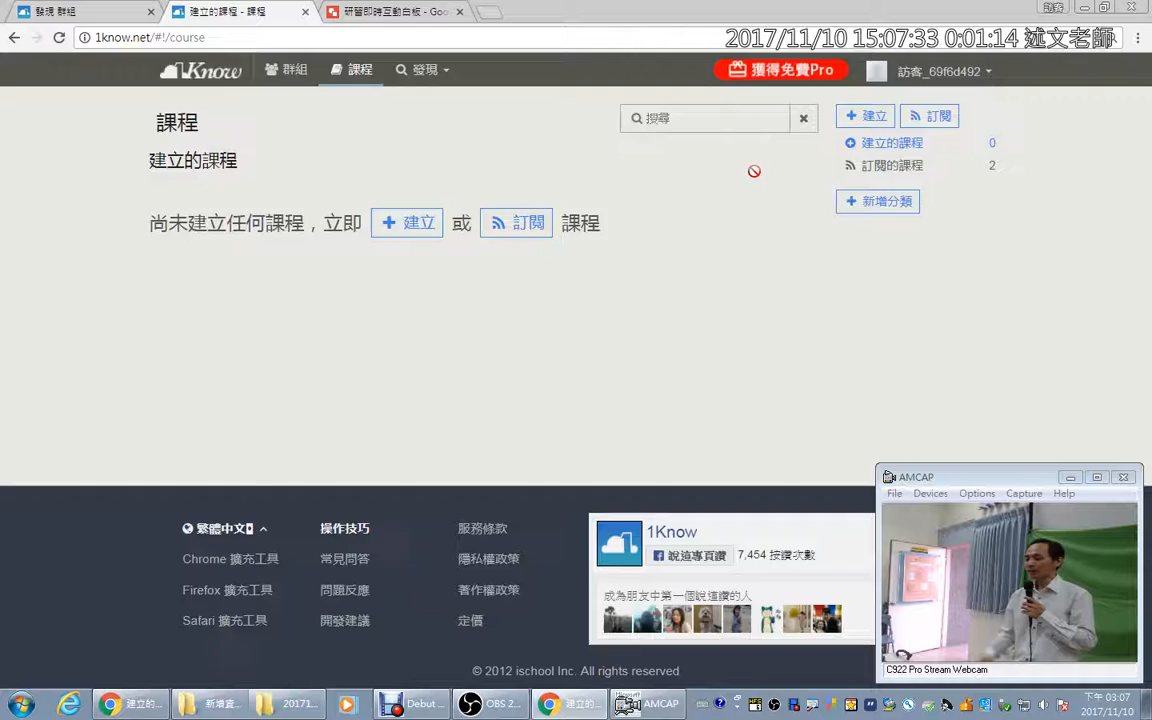 發現 群組
建立的課程 - 課程
研習即時互動白板 - Goo
訪客
1know.net/#!/course
2017/11/10 15:07:33 0:01:14 述文老師
1Know
群組
課程
發現
獲得免費Pro
訪客_69f6d492
課程
搜尋
建立
訂閱
建立的課程 0
訂閱的課程 2
新增分類
建立的課程
尚未建立任何課程，立即 建立 或 訂閱 課程
AMCAP
File Devices Options Capture Help
C922 Pro Stream Webcam
繁體中文
操作技巧
服務條款
Chrome 擴充工具
常見問答
隱私權政策
Firefox 擴充工具
問題反應
著作權政策
Safari 擴充工具
開發建議
定價
1Know
說這專頁讚 7,454 按讚次數
成為朋友中第一個說這讚的人
© 2012 ischool Inc. All rights reserved
建立的...
新增資...
20171...
Debut ...
OBS 2...
建立的...
AMCAP
下午 03:07
2017/11/10